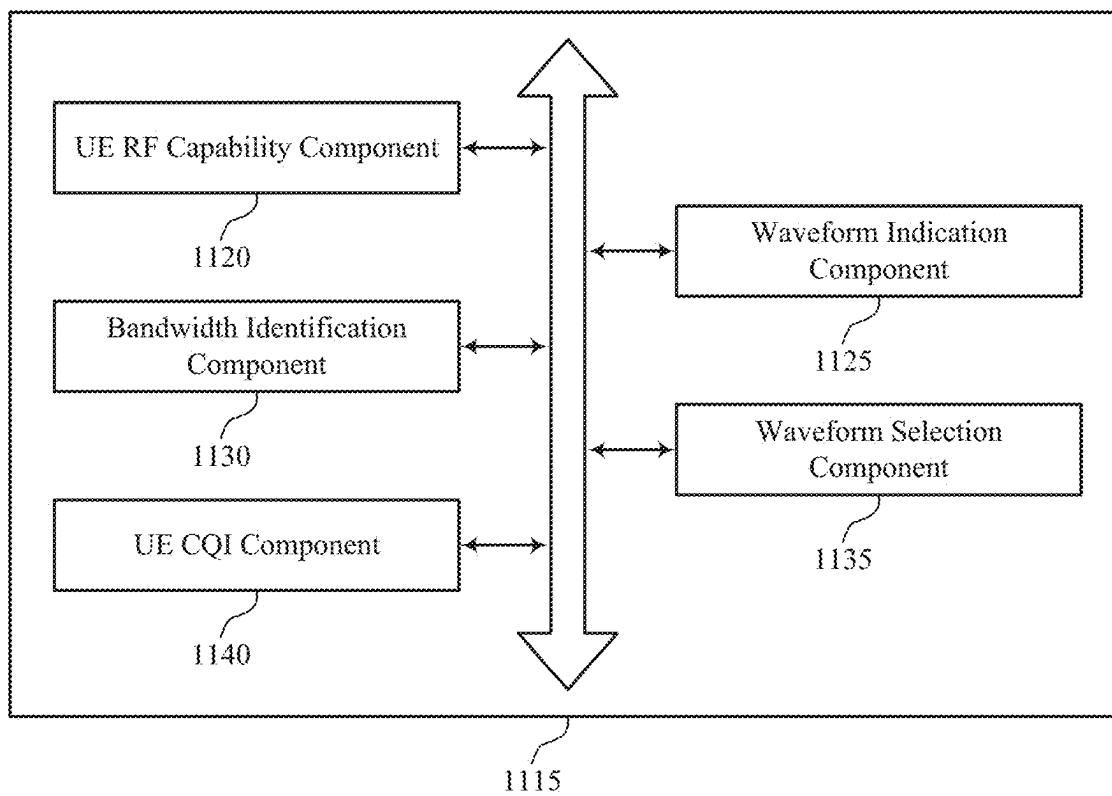 UE RF Capability Component
1120
Bandwidth Identification
Component
1130
UE CQI Component
1140
Waveform Indication
Component
1125
Waveform Selection
Component
1135
1115